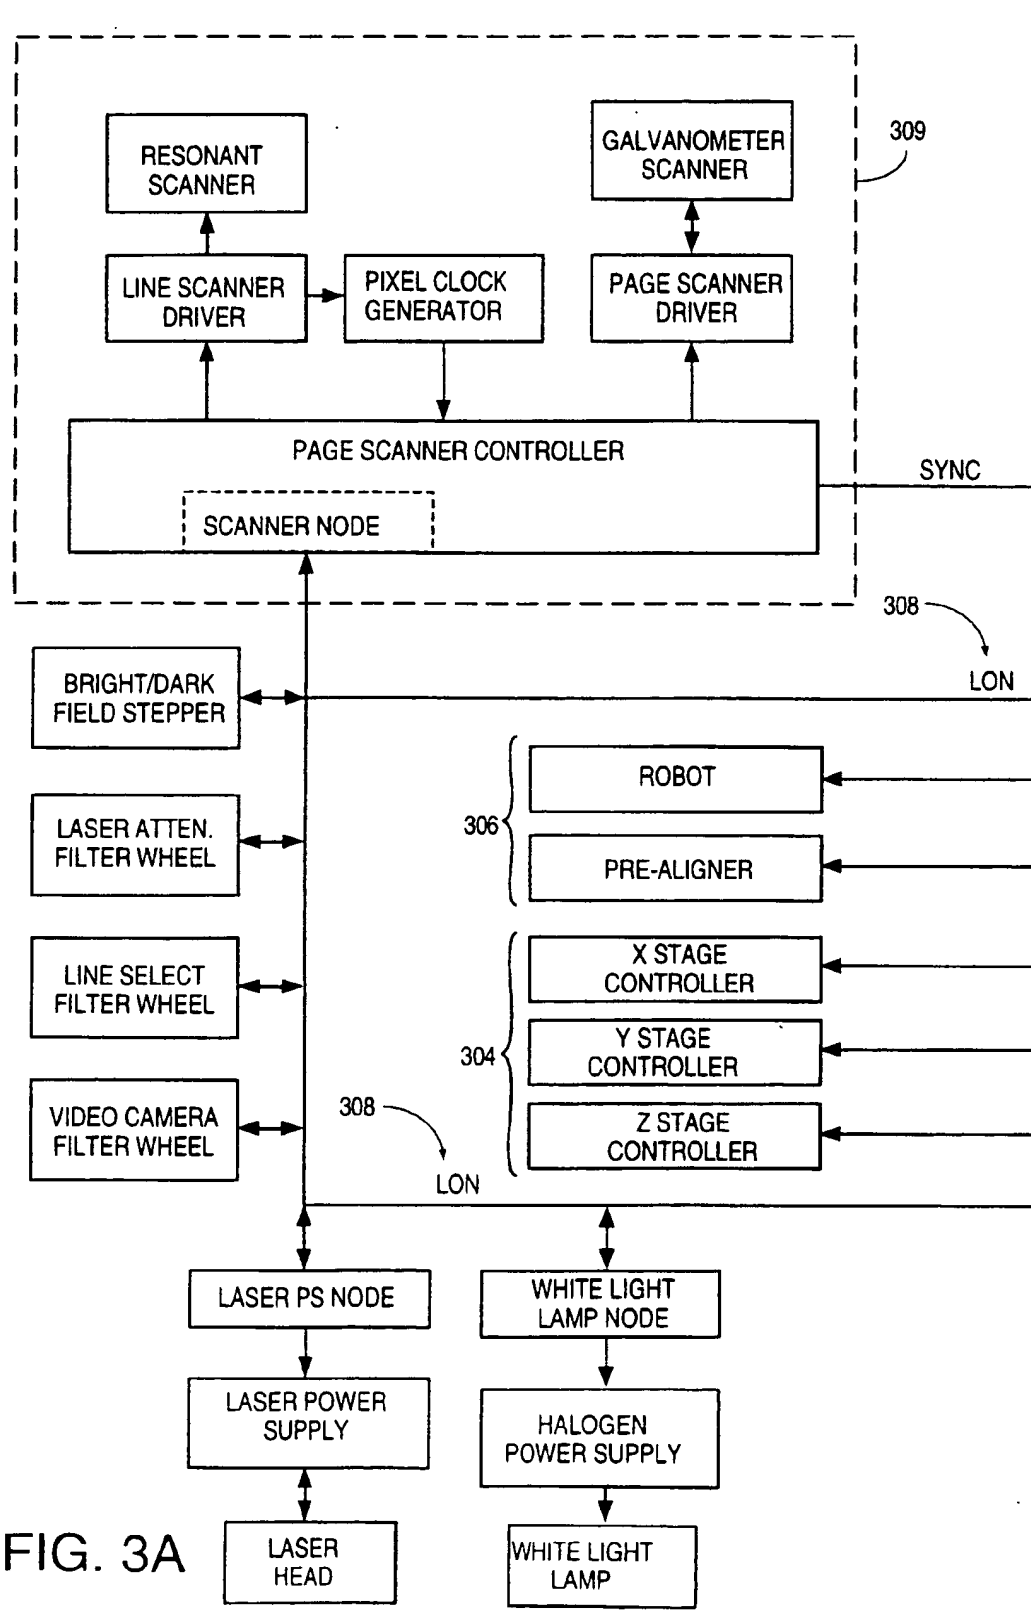 309
RESONANT
SCANNER
GALVANOMETER
SCANNER
LINE SCANNER
DRIVER
PIXEL CLOCK
GENERATOR
PAGE SCANNER
DRIVER
PAGE SCANNER CONTROLLER
SYNC
SCANNER NODE
308
LON
BRIGHT/DARK
FIELD STEPPER
ROBOT
306
PRE-ALIGNER
LASER ATTEN.
FILTER WHEEL
LINE SELECT
FILTER WHEEL
X STAGE
CONTROLLER
304
Y STAGE
CONTROLLER
Z STAGE
CONTROLLER
VIDEO CAMERA
FILTER WHEEL
308
LON
LASER PS NODE
WHITE LIGHT
LAMP NODE
LASER POWER
SUPPLY
HALOGEN
POWER SUPPLY
LASER
HEAD
WHITE LIGHT
LAMP
FIG. 3A